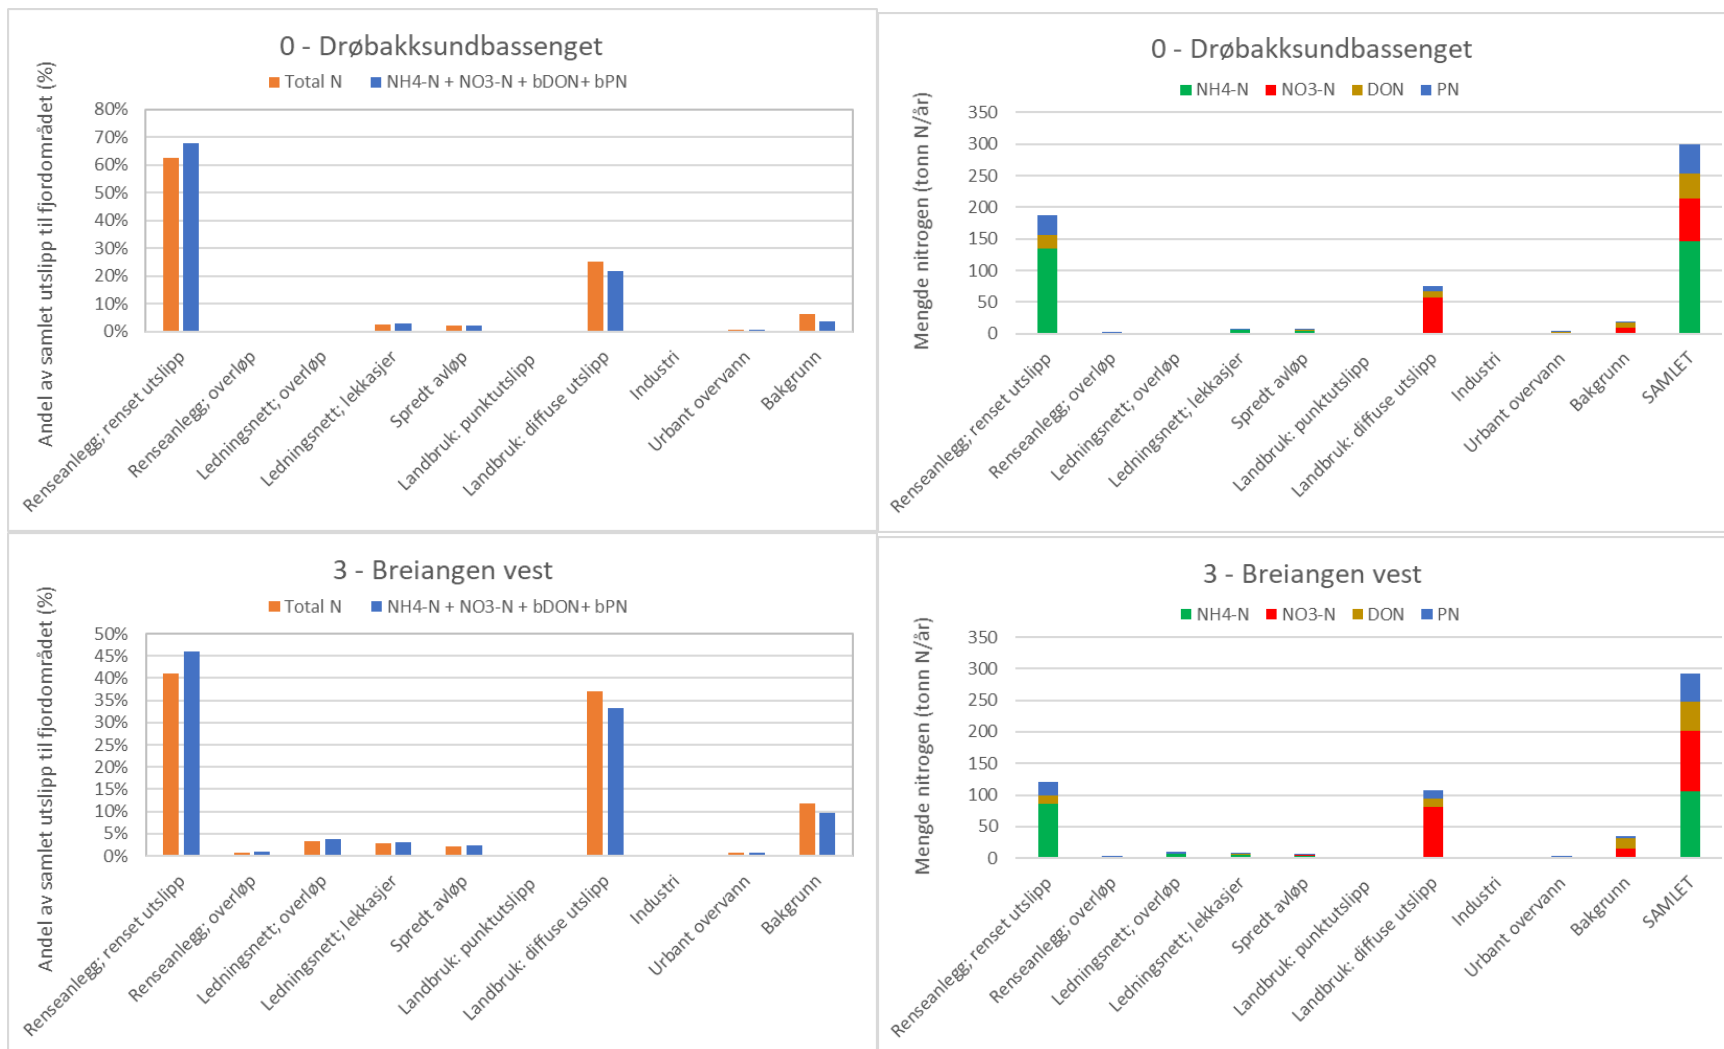 0 - Drøbakksundbassenget
Total N
NH4-N + NO3-N + bDON+ bPN
Andel av samlet utslipp til fjordområdet (%)
80%
70%
60%
50%
40%
30%
20%
10%
0%
Renseanlegg; renset utslipp
Renseanlegg; overløp
Ledningsnett; overløp
Ledningsnett; lekkasjer
Spredt avløp
Landbruk: punktutslipp
Landbruk: diffuse utslipp
Industri
Urbant overvann
Bakgrunn
0 - Drøbakksundbassenget
NH4-N
NO3-N
DON
PN
Mengde nitrogen (tonn N/år)
350
300
250
200
150
100
50
0
Renseanlegg; renset utslipp
Renseanlegg; overløp
Ledningsnett; overløp
Ledningsnett; lekkasjer
Spredt avløp
Landbruk: punktutslipp
Landbruk: diffuse utslipp
Industri
Urbant overvann
Bakgrunn
SAMLET
3 - Breiangen vest
Total N
NH4-N + NO3-N + bDON+ bPN
Andel av samlet utslipp til fjordområdet (%)
50%
45%
40%
35%
30%
25%
20%
15%
10%
5%
0%
Renseanlegg; renset utslipp
Renseanlegg; overløp
Ledningsnett; overløp
Ledningsnett; lekkasjer
Spredt avløp
Landbruk: punktutslipp
Landbruk: diffuse utslipp
Industri
Urbant overvann
Bakgrunn
3 - Breiangen vest
NH4-N
NO3-N
DON
PN
Mengde nitrogen (tonn N/år)
350
300
250
200
150
100
50
0
Renseanlegg; renset utslipp
Renseanlegg; overløp
Ledningsnett; overløp
Ledningsnett; lekkasjer
Spredt avløp
Landbruk: punktutslipp
Landbruk: diffuse utslipp
Industri
Urbant overvann
Bakgrunn
SAMLET